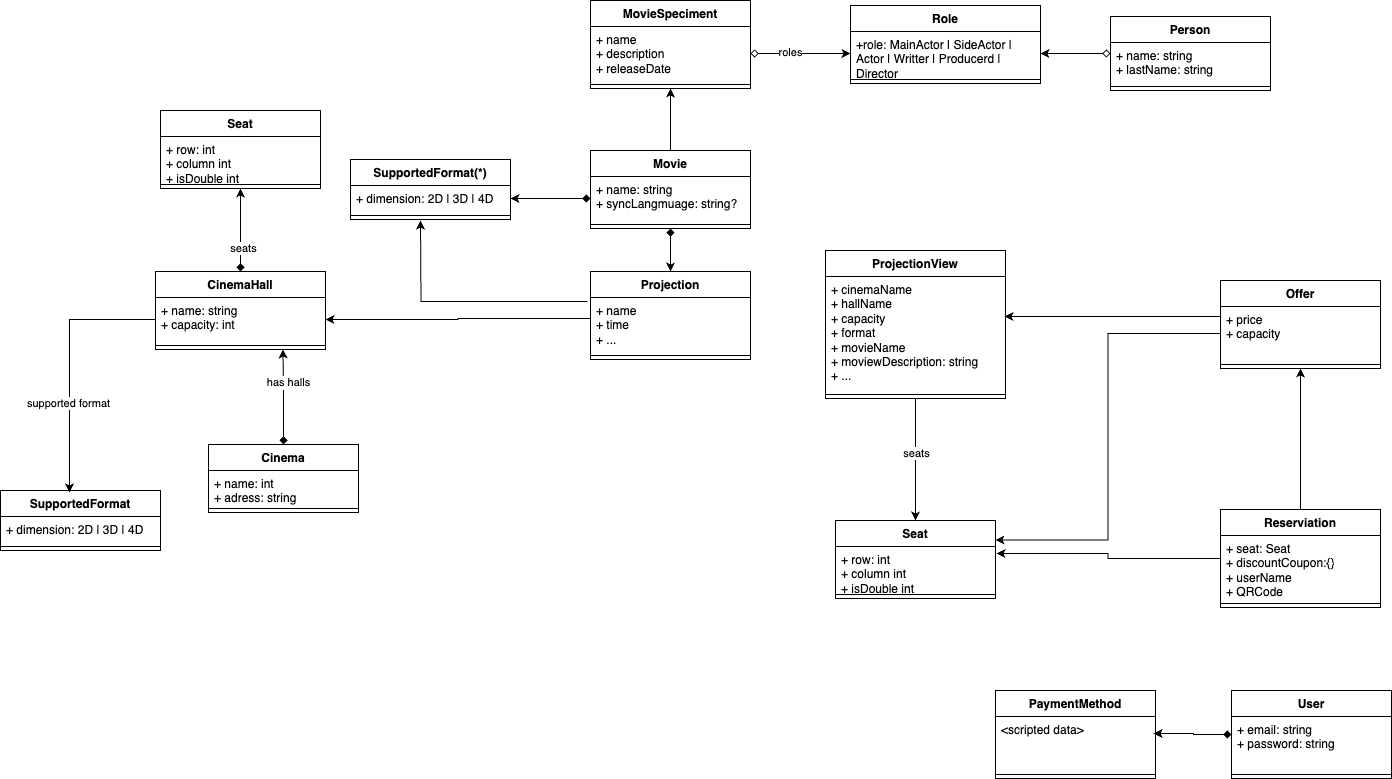 MovieSpeciment
+ name
+ description
+ releaseDate
roles
Role
+role: MainActor | SideActor |
Actor | Writter | Producerd |
Director
Person
+ name: string
+ lastName: string
Seat
+ row: int
+ column int
+ isDouble int
SupportedFormat(*)
+ dimension: 2D | 3D | 4D
Movie
+ name: string
+ syncLangmuage: string?
seats
CinemaHall
+ name: string
+ capacity: int
Projection
+ name
+ time
+ ...
ProjectionView
+ cinemaName
+ hallName
+ capacity
+ format
+ movieName
+ moviewDescription: string
+ ...
Offer
+ price
+ capacity
has halls
supported format
Cinema
+ name: int
+ adress: string
seats
SupportedFormat
+ dimension: 2D | 3D | 4D
Seat
+ row: int
+ column int
+ isDouble int
Reserviation
+ seat: Seat
+ discountCoupon:{}
+ userName
+ QRCode
PaymentMethod
<scripted data>
User
+ email: string
+ password: string